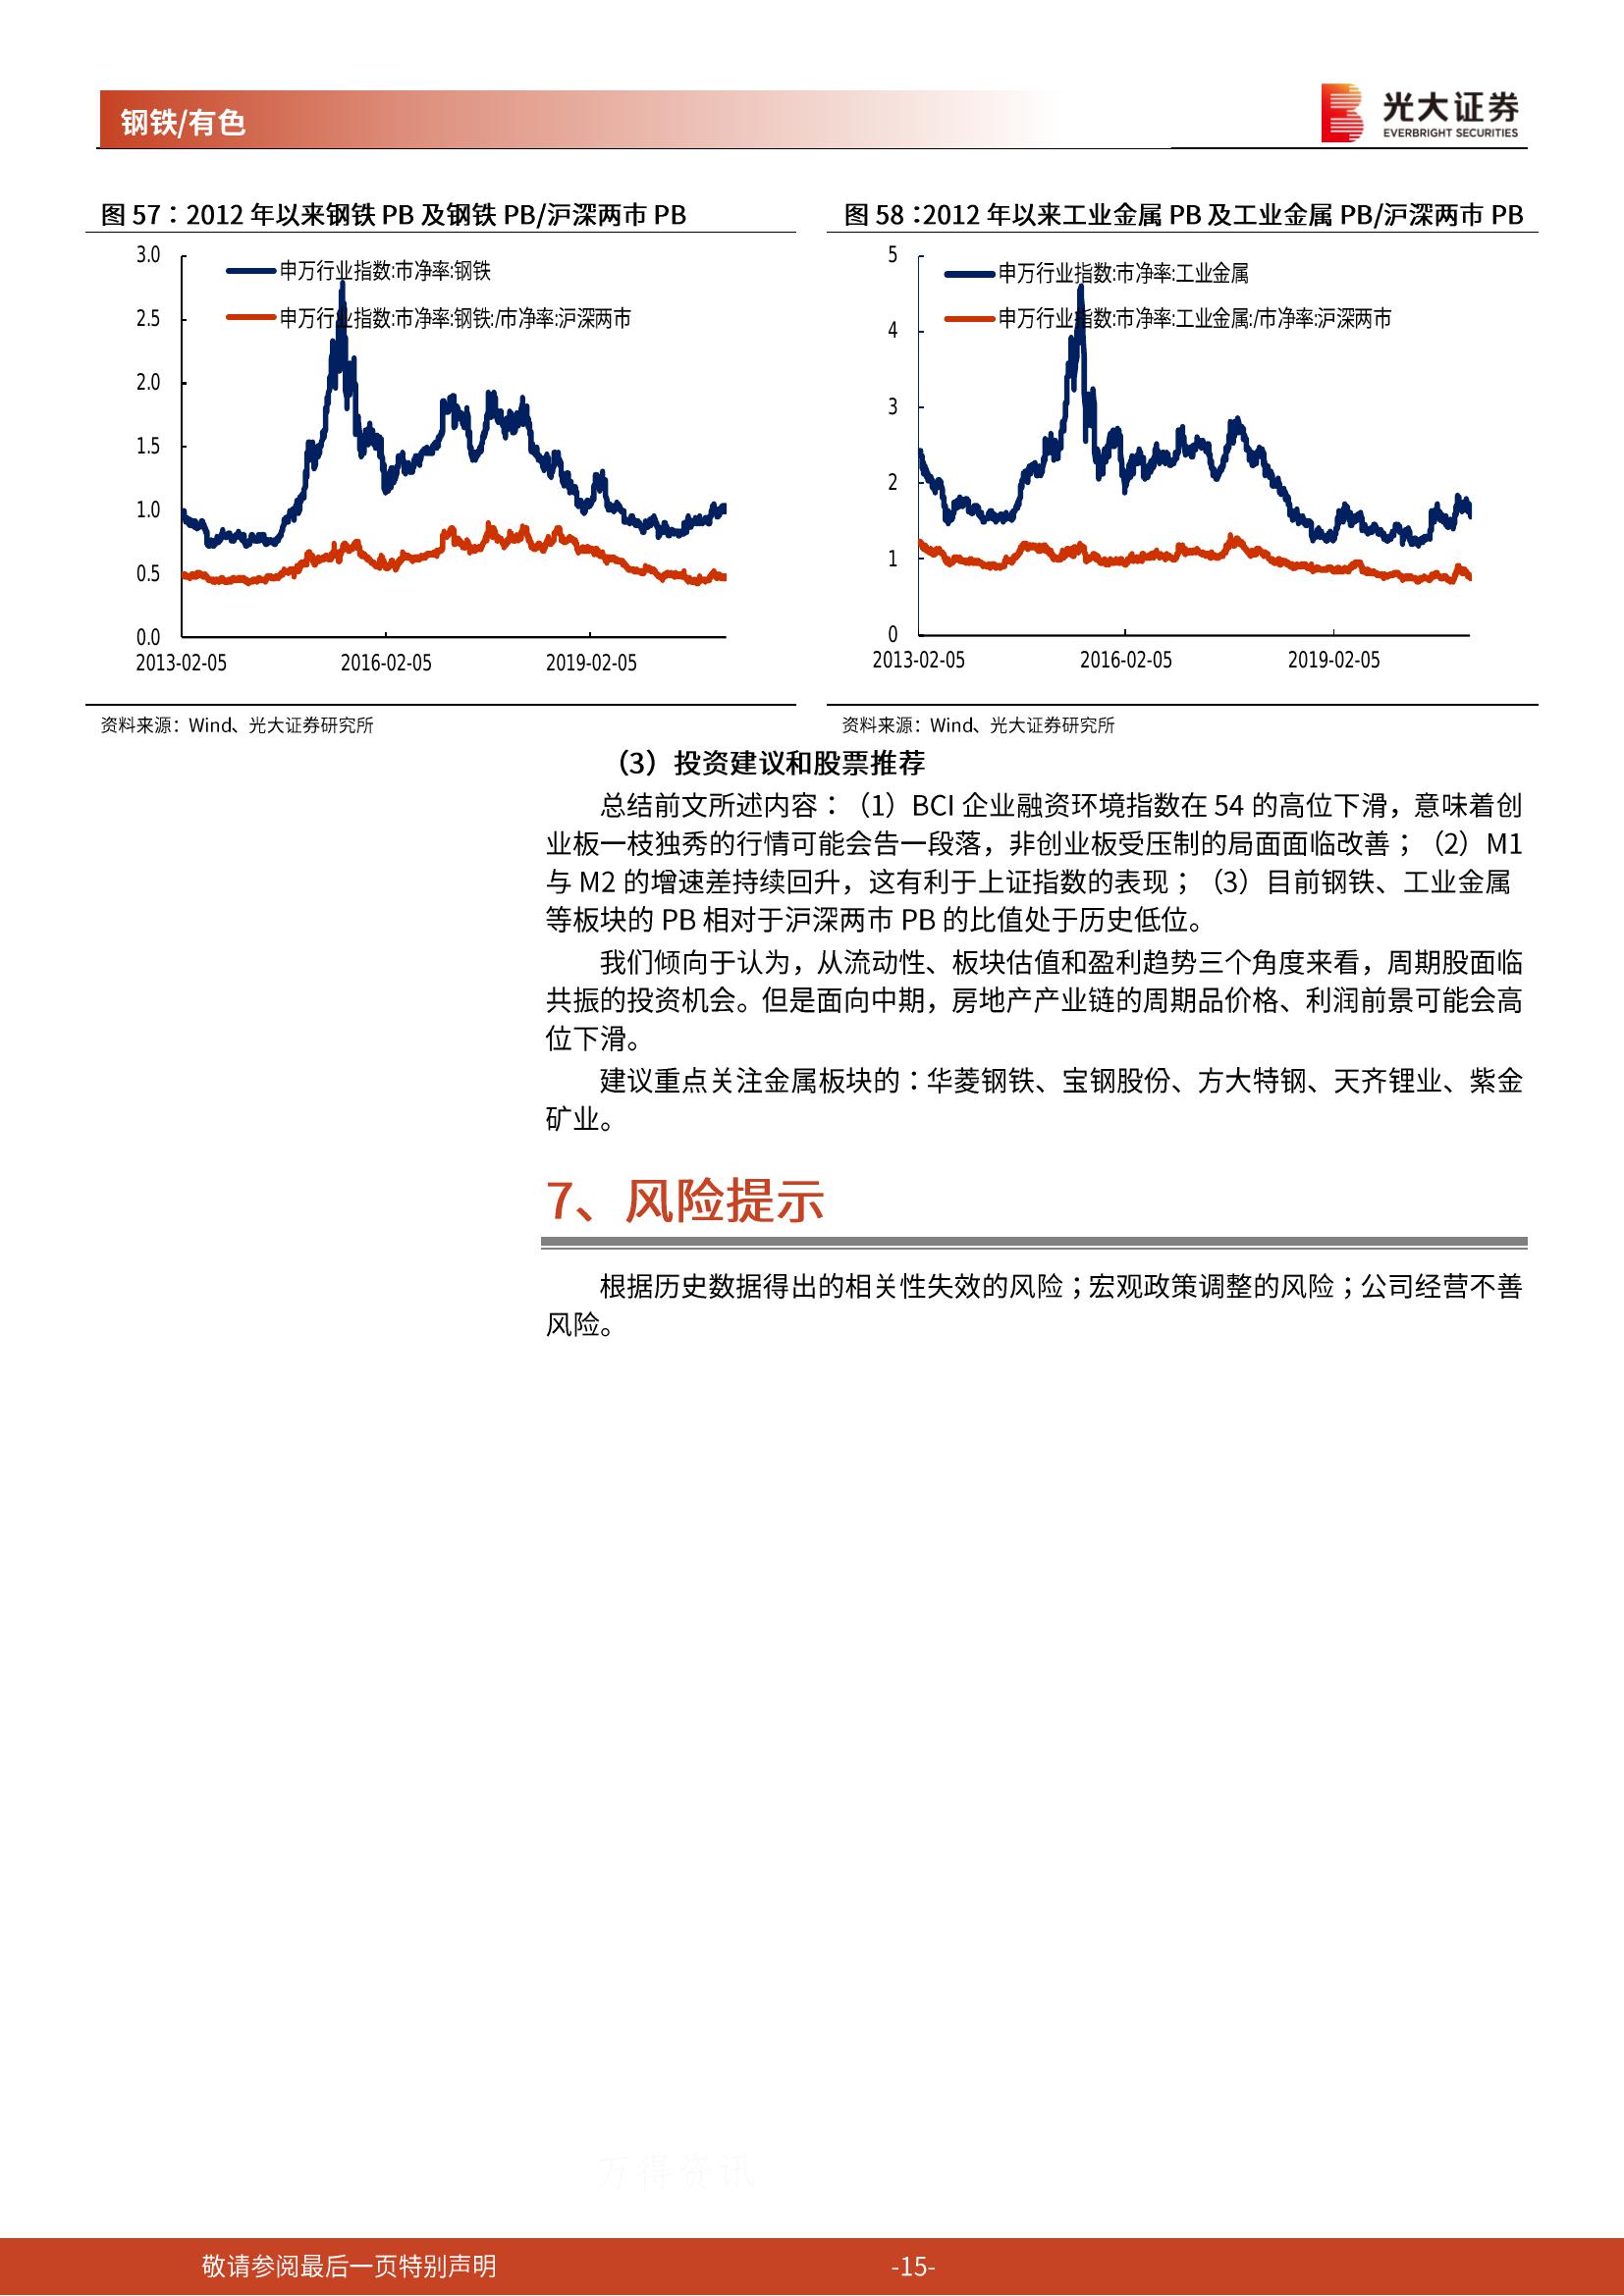 钢铁/有色
光大证券
EVERBRIGHT SECURITIES
图 57：2012 年以来钢铁 PB 及钢铁 PB/沪深两市 PB
3.0
2.5
2.0
1.5
1.0
0.5
0.0
申万行业指数:市净率:钢铁
申万行业指数:市净率:钢铁:/市净率:沪深两市
2013-02-05 2016-02-05 2019-02-05
资料来源：Wind、光大证券研究所
图 58：2012 年以来工业金属 PB 及工业金属 PB/沪深两市 PB
5
4
3
2
1
0
申万行业指数:市净率:工业金属
申万行业指数:市净率:工业金属:/市净率:沪深两市
2013-02-05 2016-02-05 2019-02-05
资料来源：Wind、光大证券研究所
（3）投资建议和股票推荐
总结前文所述内容：（1）BCI 企业融资环境指数在 54 的高位下滑，意味着创
业板一枝独秀的行情可能会告一段落，非创业板受压制的局面面临改善；（2）M1
与 M2 的增速差持续回升，这有利于上证指数的表现；（3）目前钢铁、工业金属
等板块的 PB 相对于沪深两市 PB 的比值处于历史低位。
我们倾向于认为，从流动性、板块估值和盈利趋势三个角度来看，周期股面临
共振的投资机会。但是面向中期，房地产产业链的周期品价格、利润前景可能会高
位下滑。
建议重点关注金属板块的：华菱钢铁、宝钢股份、方大特钢、天齐锂业、紫金
矿业。
7、风险提示
根据历史数据得出的相关性失效的风险；宏观政策调整的风险；公司经营不善
风险。
万得资讯
敬请参阅最后一页特别声明
-15-